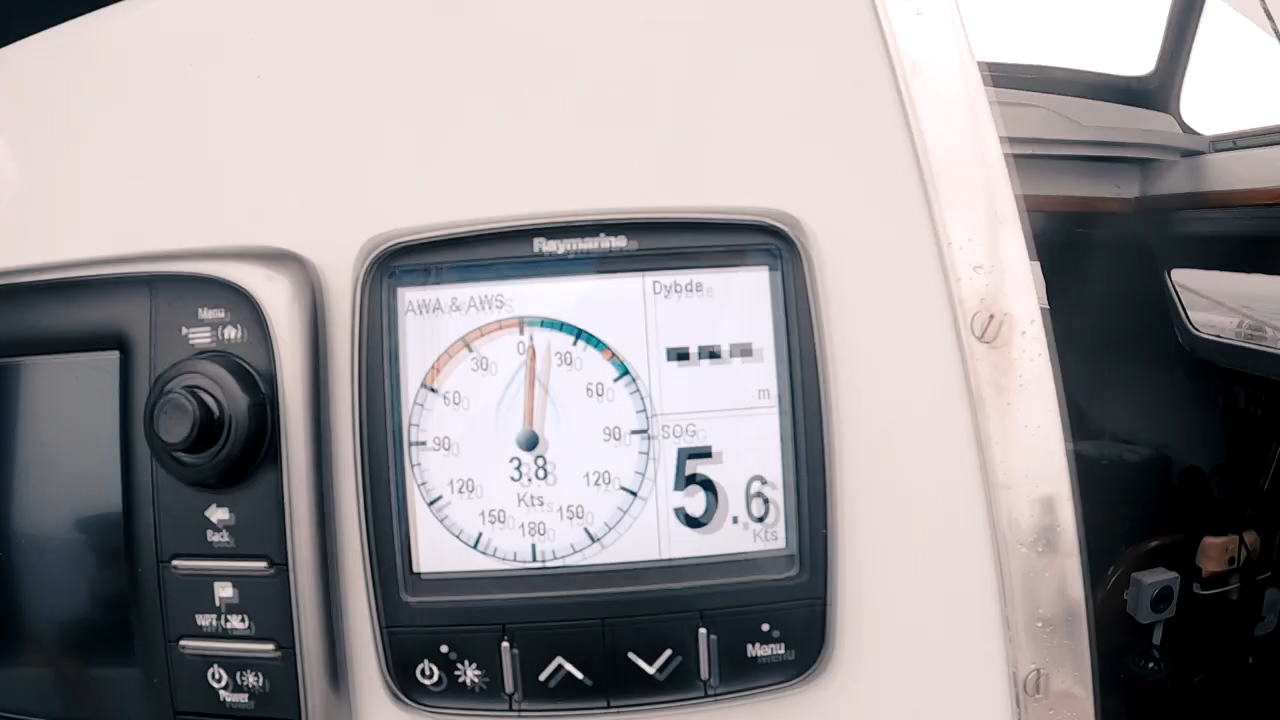 Menu
Back
WPT
Power
Raymarine
AWA & AWS
0
30 30
60 60
90 90
120 120
150 150
180
3.8
Kts
Dybde
---
m
SOG
5.6
Kts
Menu